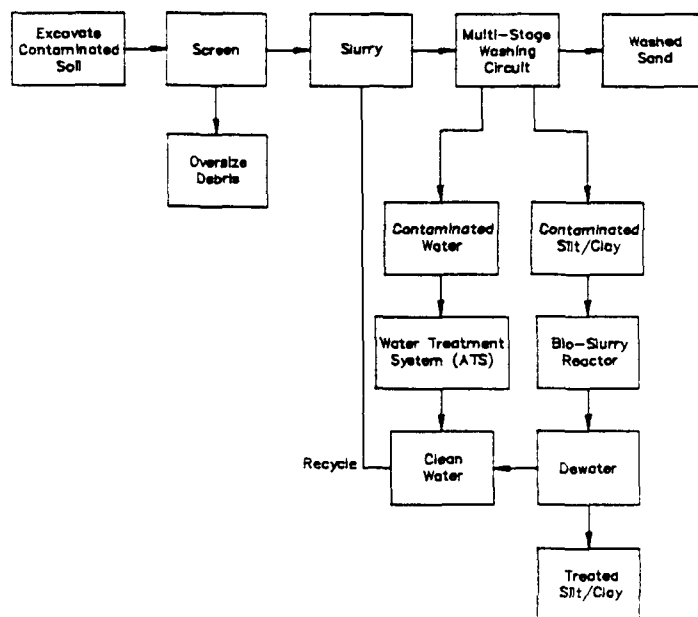 Excavate
Contaminated
Soil
Screen
Slurry
Multi-Stage
Washing
Circuit
Washed
Sand
Oversize
Debris
Contaminated
Water
Contaminated
Silt/Clay
Water Treatment
System (ATS)
Bio-Slurry
Reactor
Recycle
Clean
Water
Dewater
Treated
Silt/Clay